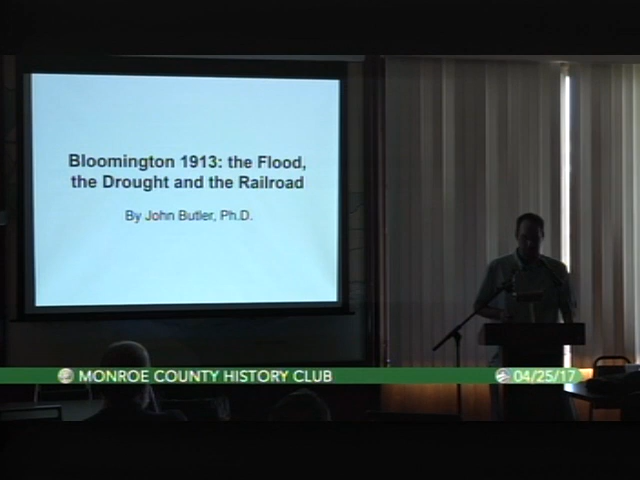 Bloomington 1913: the Flood,
the Drought and the Railroad
By John Butler, Ph.D.
MONROE COUNTY HISTORY CLUB
04/25/17